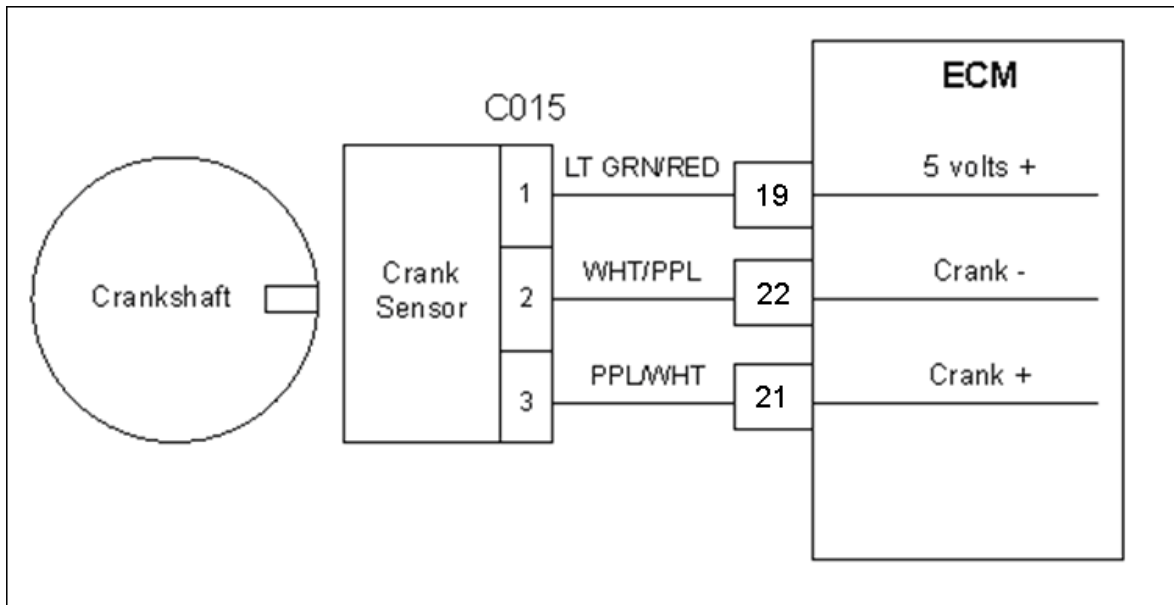 ECM
C015
Crankshaft
Crank
Sensor
1
LT GRN/RED
19
5 volts +
2
WHT/PPL
22
Crank -
3
PPL/WHT
21
Crank +